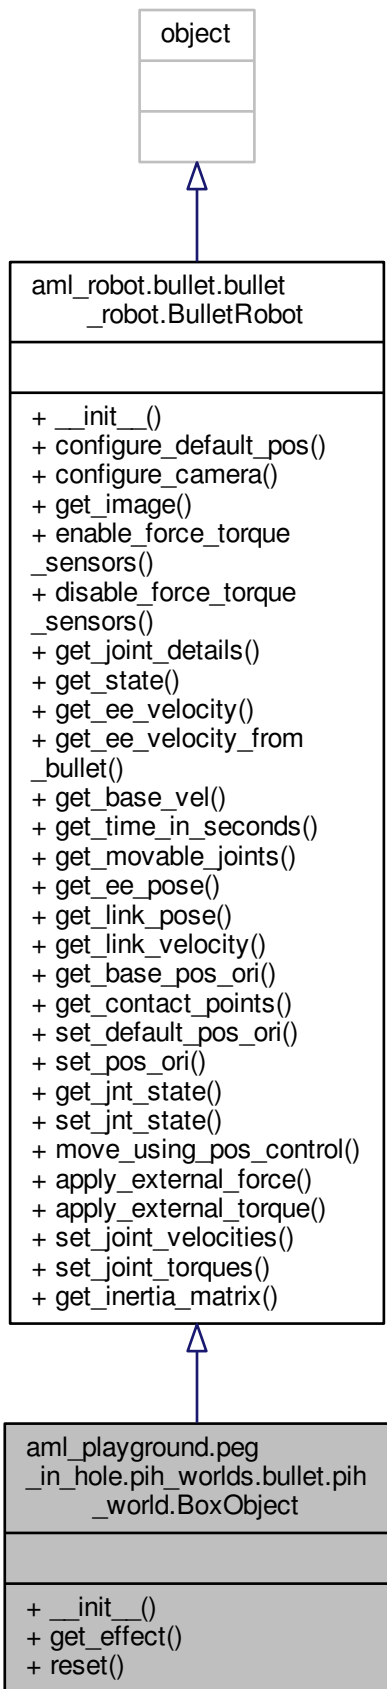 object
aml_robot.bullet.bullet
_robot.BulletRobot
+ __init__()
+ configure_default_pos()
+ configure_camera()
+ get_image()
+ enable_force_torque
_sensors()
+ disable_force_torque
_sensors()
+ get_joint_details()
+ get_state()
+ get_ee_velocity()
+ get_ee_velocity_from
_bullet()
+ get_base_vel()
+ get_time_in_seconds()
+ get_movable_joints()
+ get_ee_pose()
+ get_link_pose()
+ get_link_velocity()
+ get_base_pos_ori()
+ get_contact_points()
+ set_default_pos_ori()
+ set_pos_ori()
+ get_jnt_state()
+ set_jnt_state()
+ move_using_pos_control()
+ apply_external_force()
+ apply_external_torque()
+ set_joint_velocities()
+ set_joint_torques()
+ get_inertia_matrix()
aml_playground.peg
_in_hole.pih_worlds.bullet.pih
_world.BoxObject
+ __init__()
+ get_effect()
+ reset()